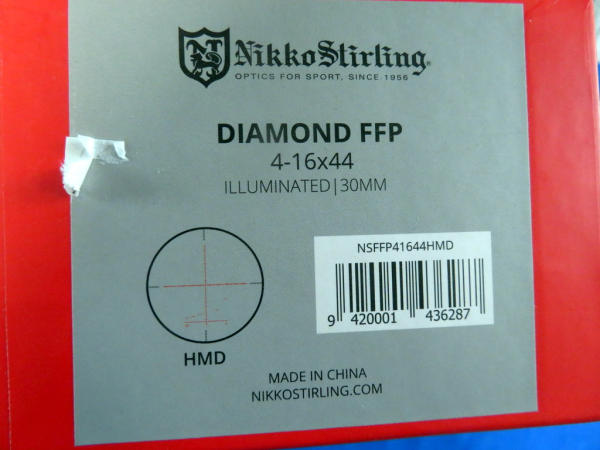 NikkoStirling®
OPTICS FOR SPORT, SINCE 1956
DIAMOND FFP
4-16x44
ILLUMINATED|30MM
NSFFP41644HMD
9 420001 436287
HMD
MADE IN CHINA
NIKKOSTIRLING.COM